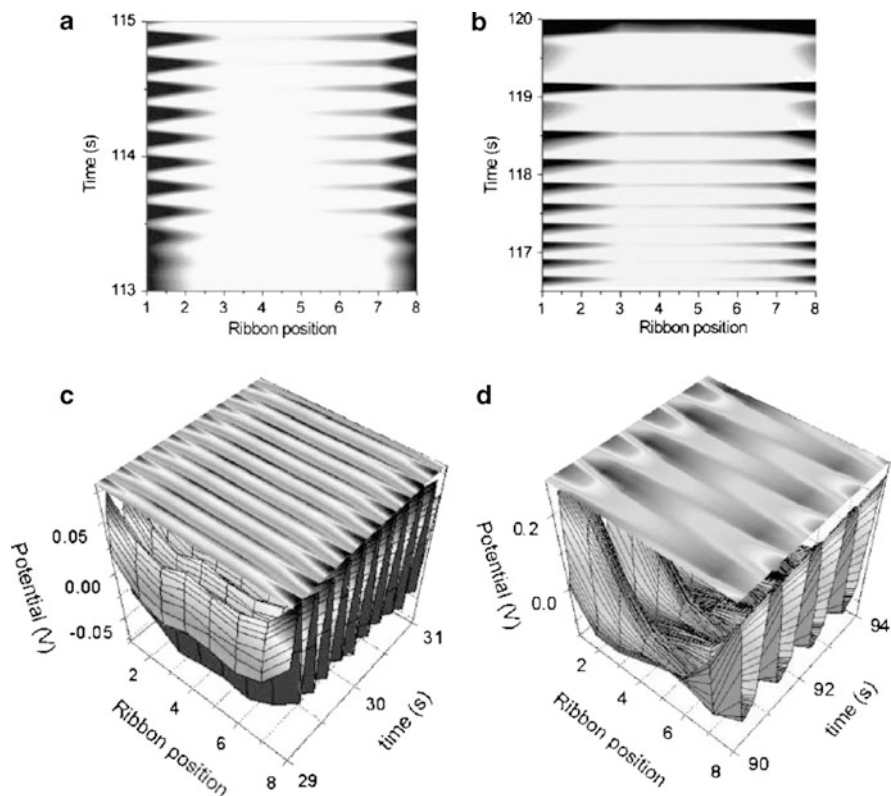 a
115
114
113
Time (s)
1 2 3 4 5 6 7 8
Ribbon position
b
120
119
118
117
Time (s)
1 2 3 4 5 6 7 8
Ribbon position
c
0.05
0.00
-0.05
Potential (V)
2 4 6 8
Ribbon position
29 30 31
time (s)
d
0.2
0.0
Potential (V)
2 4 6 8
Ribbon position
90 92 94
time (s)